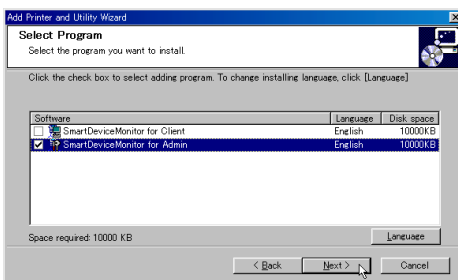 Add Printer and Utility Wizard
Select Program
Select the program you want to install.
Click the check box to select adding program. To change installing language, click [Language]
Software Language Disk space
SmartDeviceMonitor for Client English 10000KB
SmartDeviceMonitor for Admin English 10000KB
Space required: 10000 KB
Language
< Back Next > Cancel